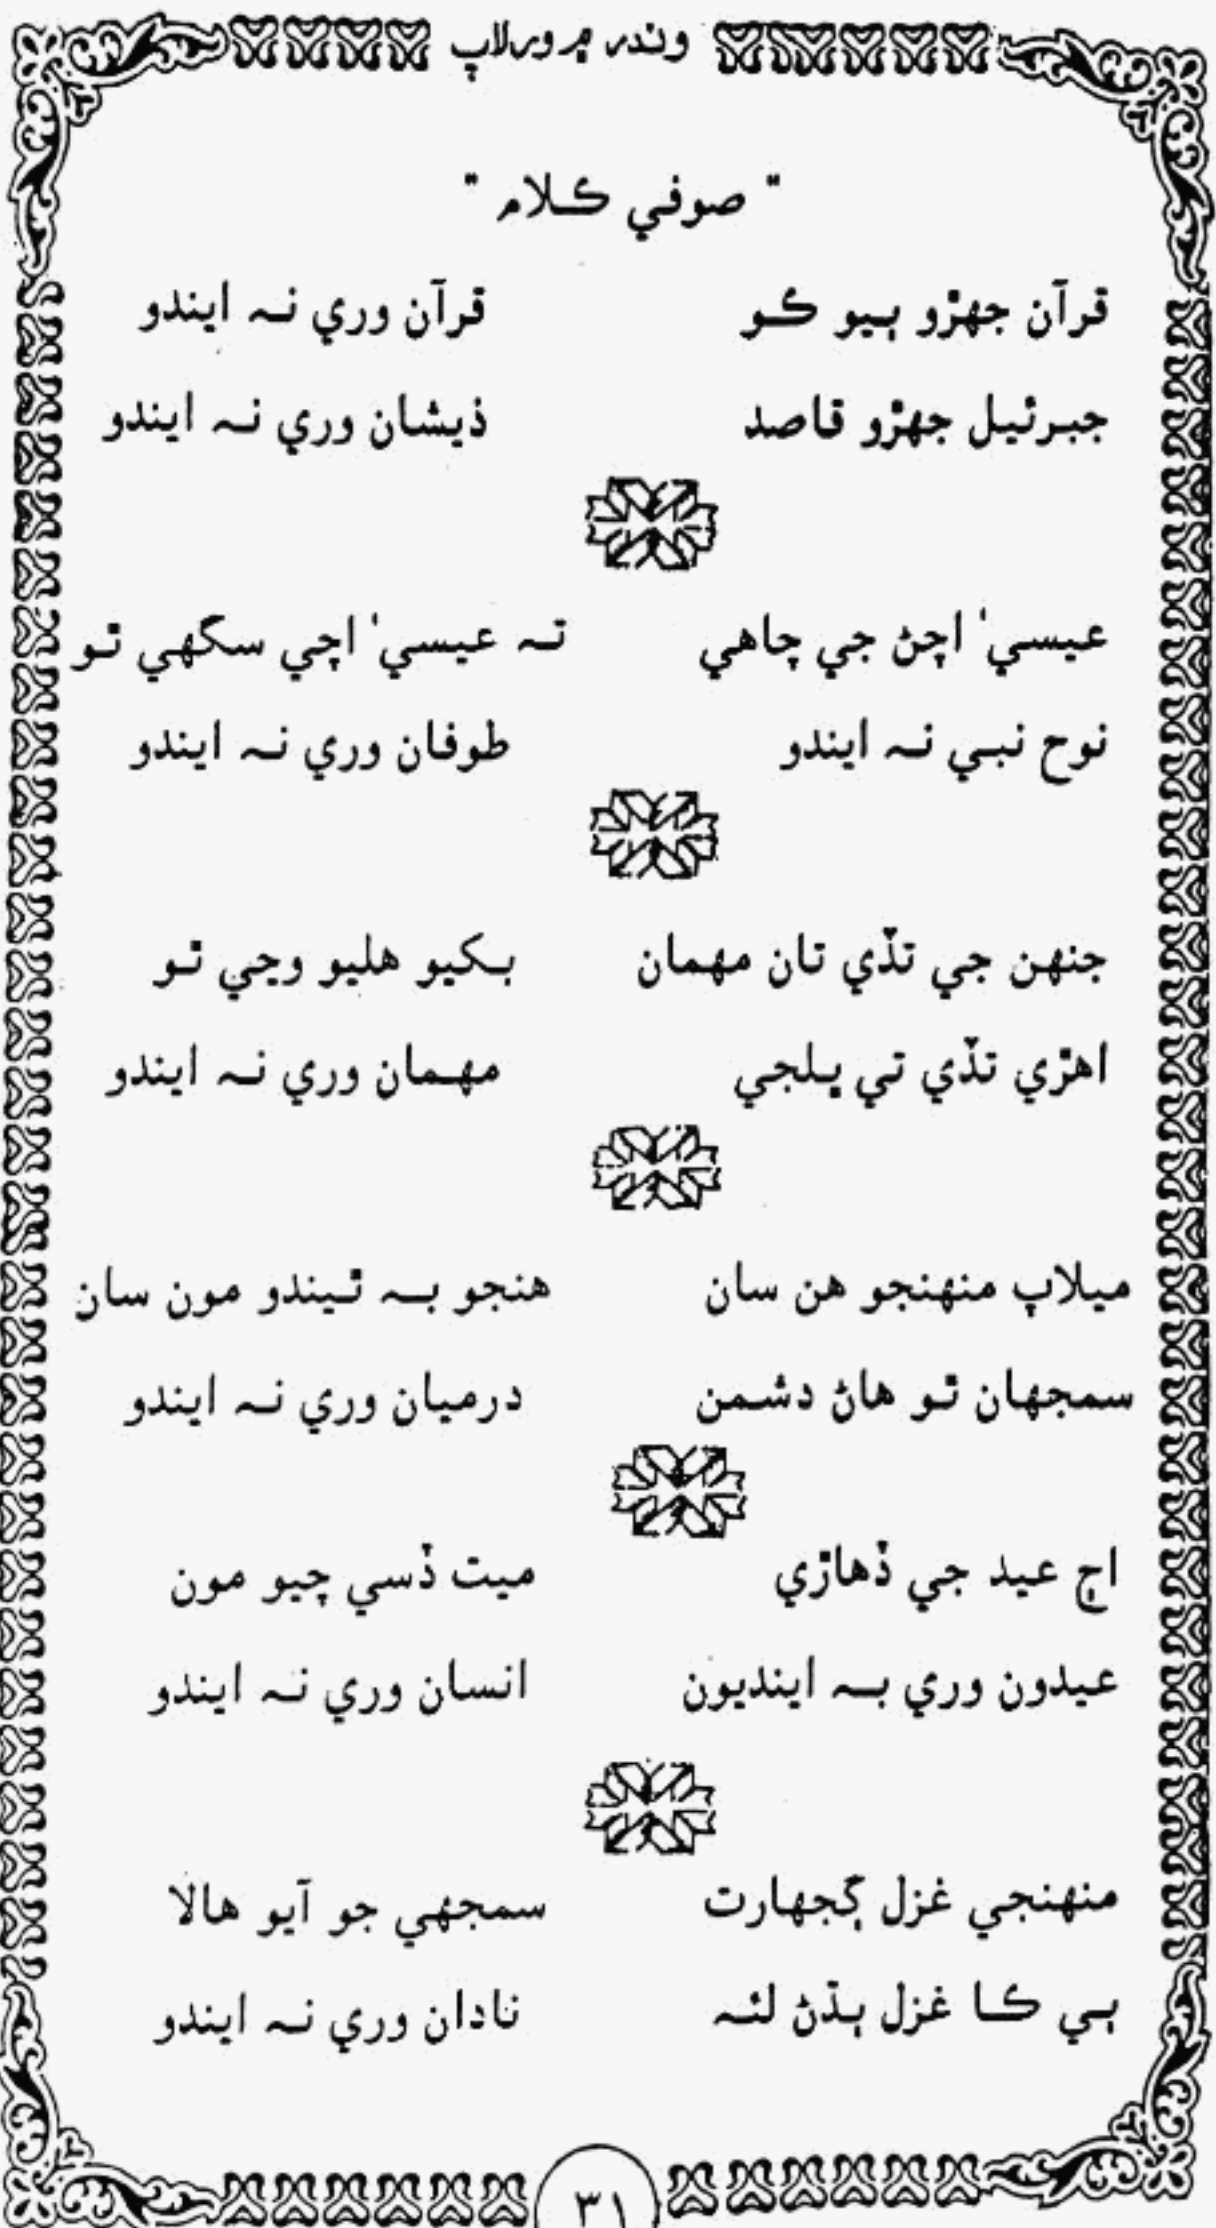 وندر ۾ ورلاپ
" صوفي ڪلام "
قرآن جهڙو ٻيو ڪو قرآن وري نہ ايندو
جبرئيل جهڙو قاصد ذيشان وري نہ ايندو
عيسيٰ اچڻ جي چاهي تہ عيسيٰ اچي سگهي ٿو
نوح نبي نہ ايندو طوفان وري نہ ايندو
جنهن جي تڏي تان مهمان بکيو هليو وڃي ٿو
اهڙي تڏي تي ڀلجي مهمان وري نہ ايندو
ميلاپ منهنجو هن سان هنجو بہ ٿيندو مون سان
سمجهان ٿو هاڻ دشمن درميان وري نہ ايندو
اڄ عيد جي ڏهاڙي ميت ڏسي چيو مون
عيدون وري بہ اينديون انسان وري نہ ايندو
منهنجي غزل ڳجهارت سمجهي جو آيو هالا
ٻي ڪا غزل ٻڌڻ لئہ نادان وري نہ ايندو
٣١